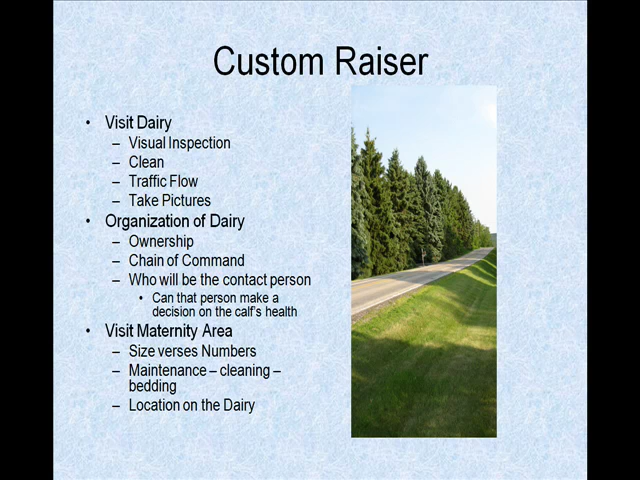 Custom Raiser
• Visit Dairy
– Visual Inspection
– Clean
– Traffic Flow
– Take Pictures
• Organization of Dairy
– Ownership
– Chain of Command
– Who will be the contact person
• Can that person make a
decision on the calf's health
• Visit Maternity Area
– Size verses Numbers
– Maintenance – cleaning –
bedding
– Location on the Dairy